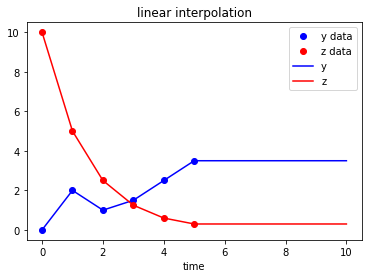 linear interpolation
y data
z data
y
z
10
8
6
4
2
0
0 2 4 6 8 10
time